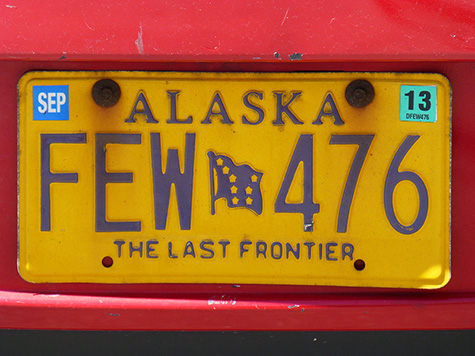 SEP
ALASKA
13
DFEW476
FEW 476
THE LAST FRONTIER